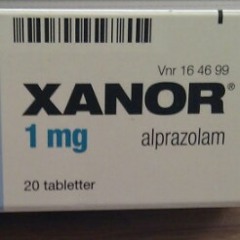 Vnr 16 46 99
XANOR®
1 mg alprazolam
20 tabletter